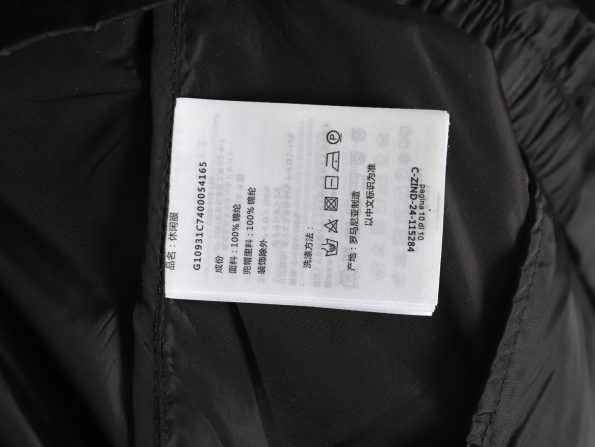 品名：休闲服
G10931C7400054165
成份
面料：100% 锦纶
兜帽里料：100% 锦纶
装饰除外
洗涤方法：
产地：罗马尼亚制造
以中文标识为准
C-ZIND-24-115284
pagina 10 di 10